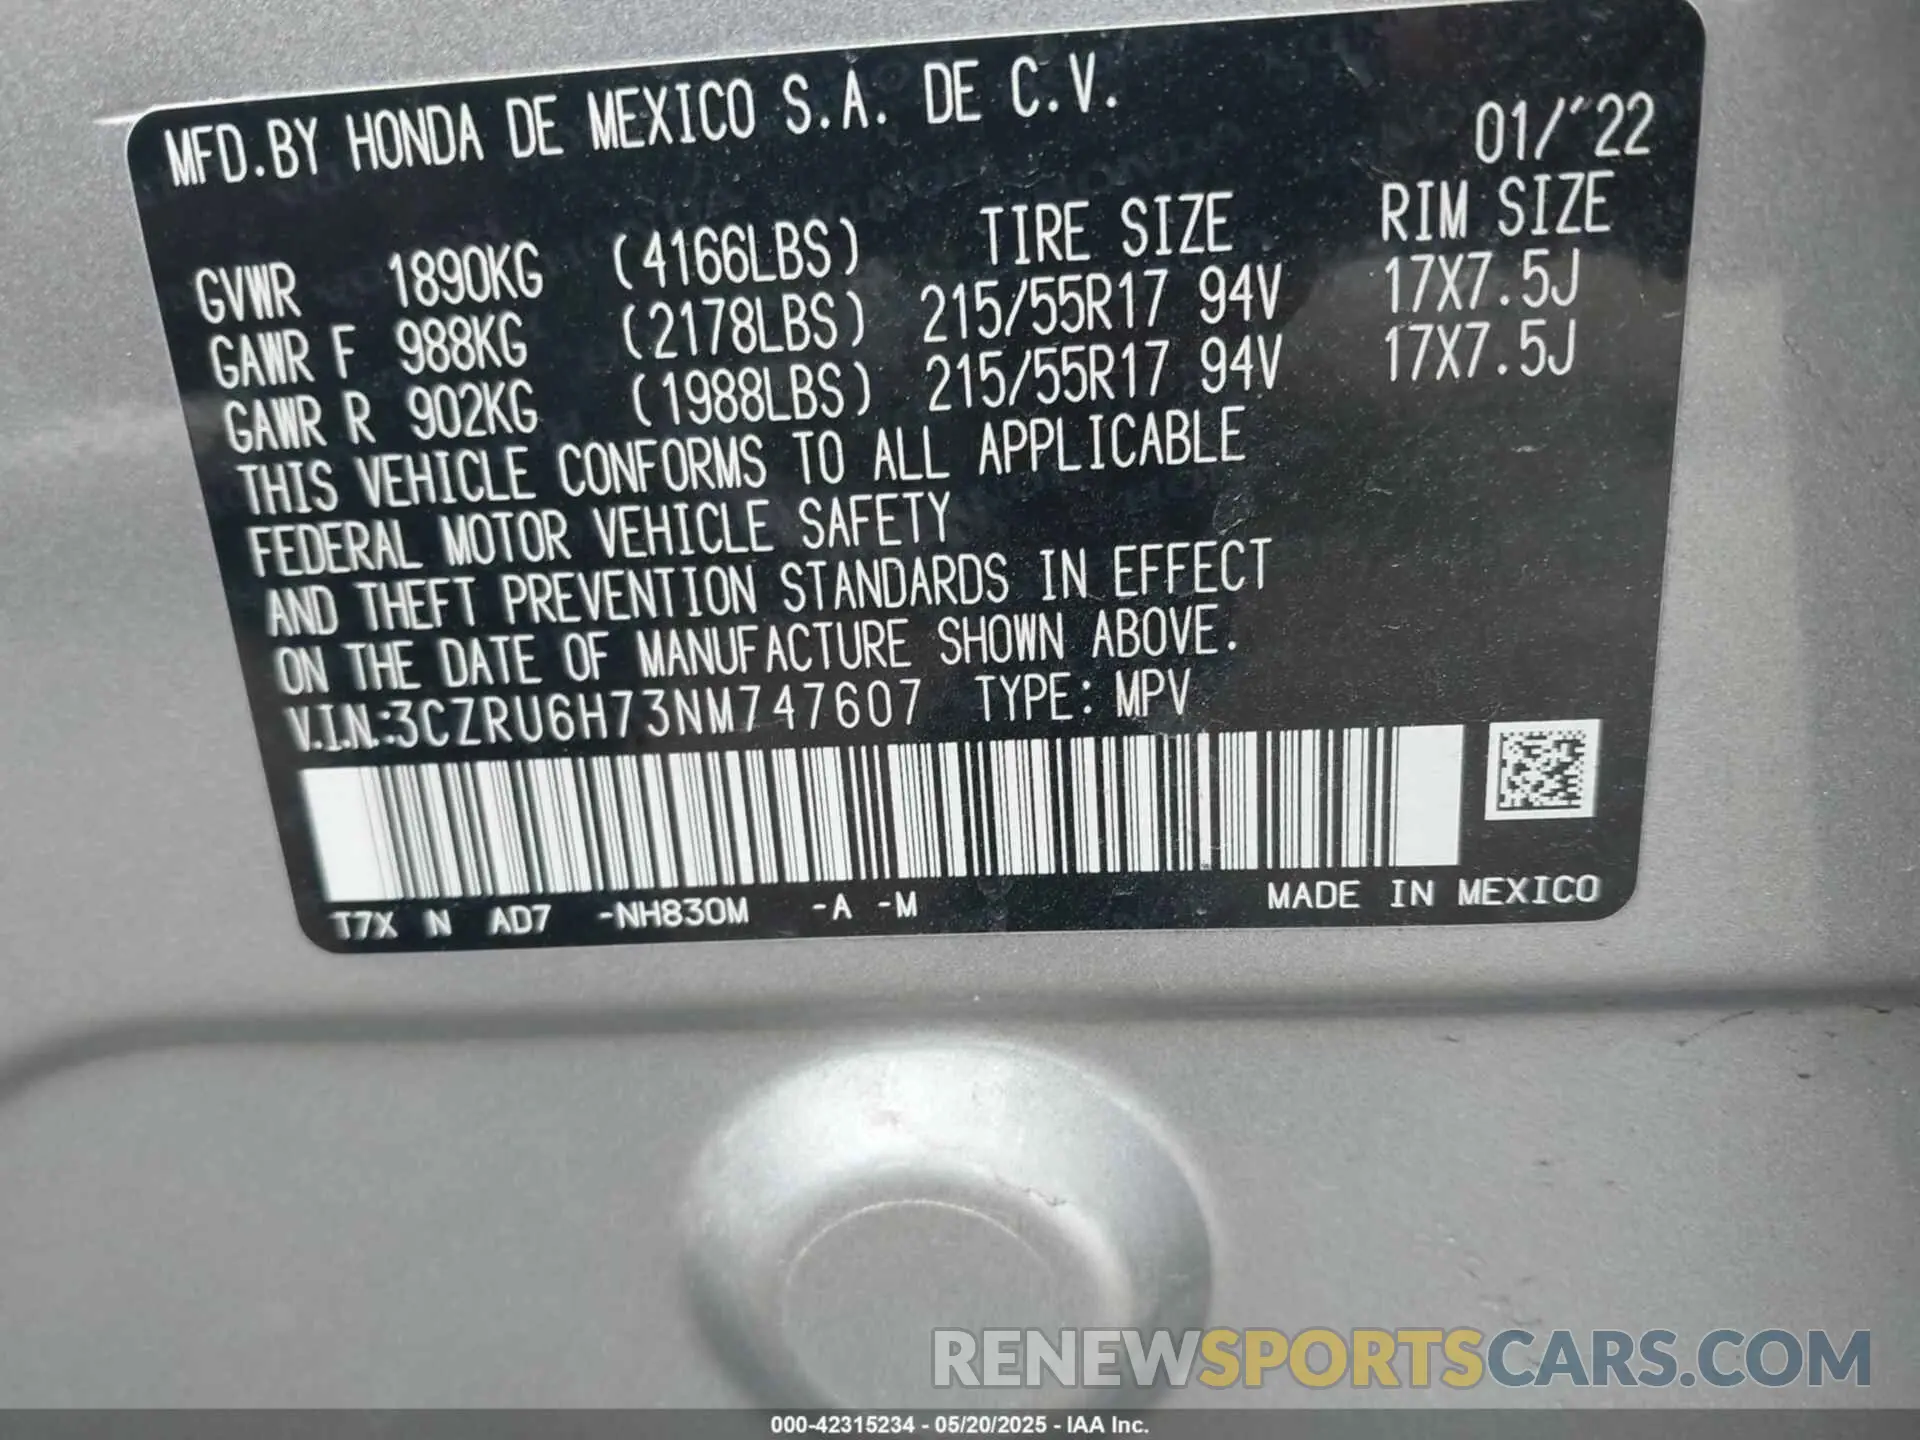 MFD.BY HONDA DE MEXICO S.A. DE C.V.
01/"22
TIRE SIZE RIM SIZE
GVWR 1890KG (4166LBS)
GAWR F 988KG (2178LBS) 215/55R17 94V 17X7.5J
GAWR R 902KG (1988LBS) 215/55R17 94V 17X7.5J
THIS VEHICLE CONFORMS TO ALL APPLICABLE
FEDERAL MOTOR VEHICLE SAFETY
AND THEFT PREVENTION STANDARDS IN EFFECT
ON THE DATE OF MANUFACTURE SHOWN ABOVE.
V.I.N.:3CZRU6H73NM747607 TYPE: MPV
T7X N AD7 -NH830M -A -M
MADE IN MEXICO
RENEWSPORTSCARS.COM
000-42315234 - 05/20/2025 - IAA Inc.